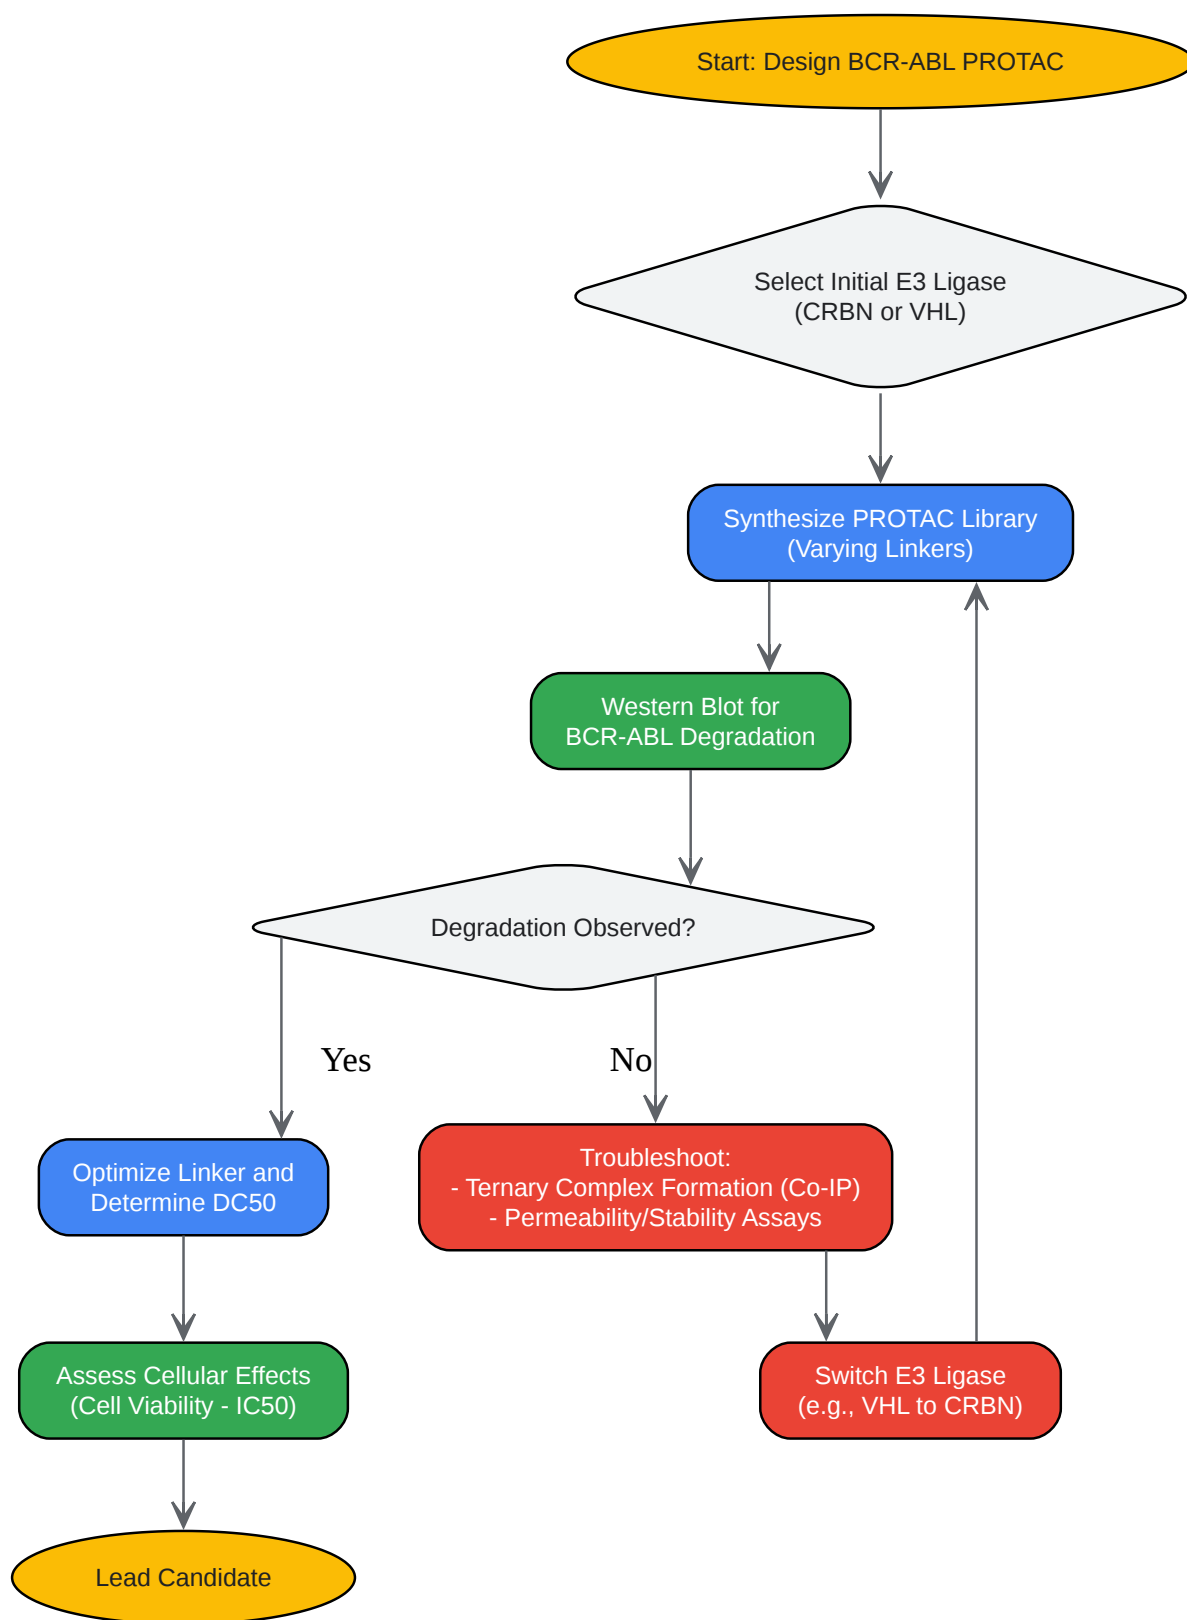 Start: Design BCR-ABL PROTAC
Select Initial E3 Ligase
(CRBN or VHL)
Synthesize PROTAC Library
(Varying Linkers)
Western Blot for
BCR-ABL Degradation
Degradation Observed?
Yes
No
Optimize Linker and
Determine DC50
Troubleshoot:
- Ternary Complex Formation (Co-IP)
- Permeability/Stability Assays
Assess Cellular Effects
(Cell Viability - IC50)
Switch E3 Ligase
(e.g., VHL to CRBN)
Lead Candidate